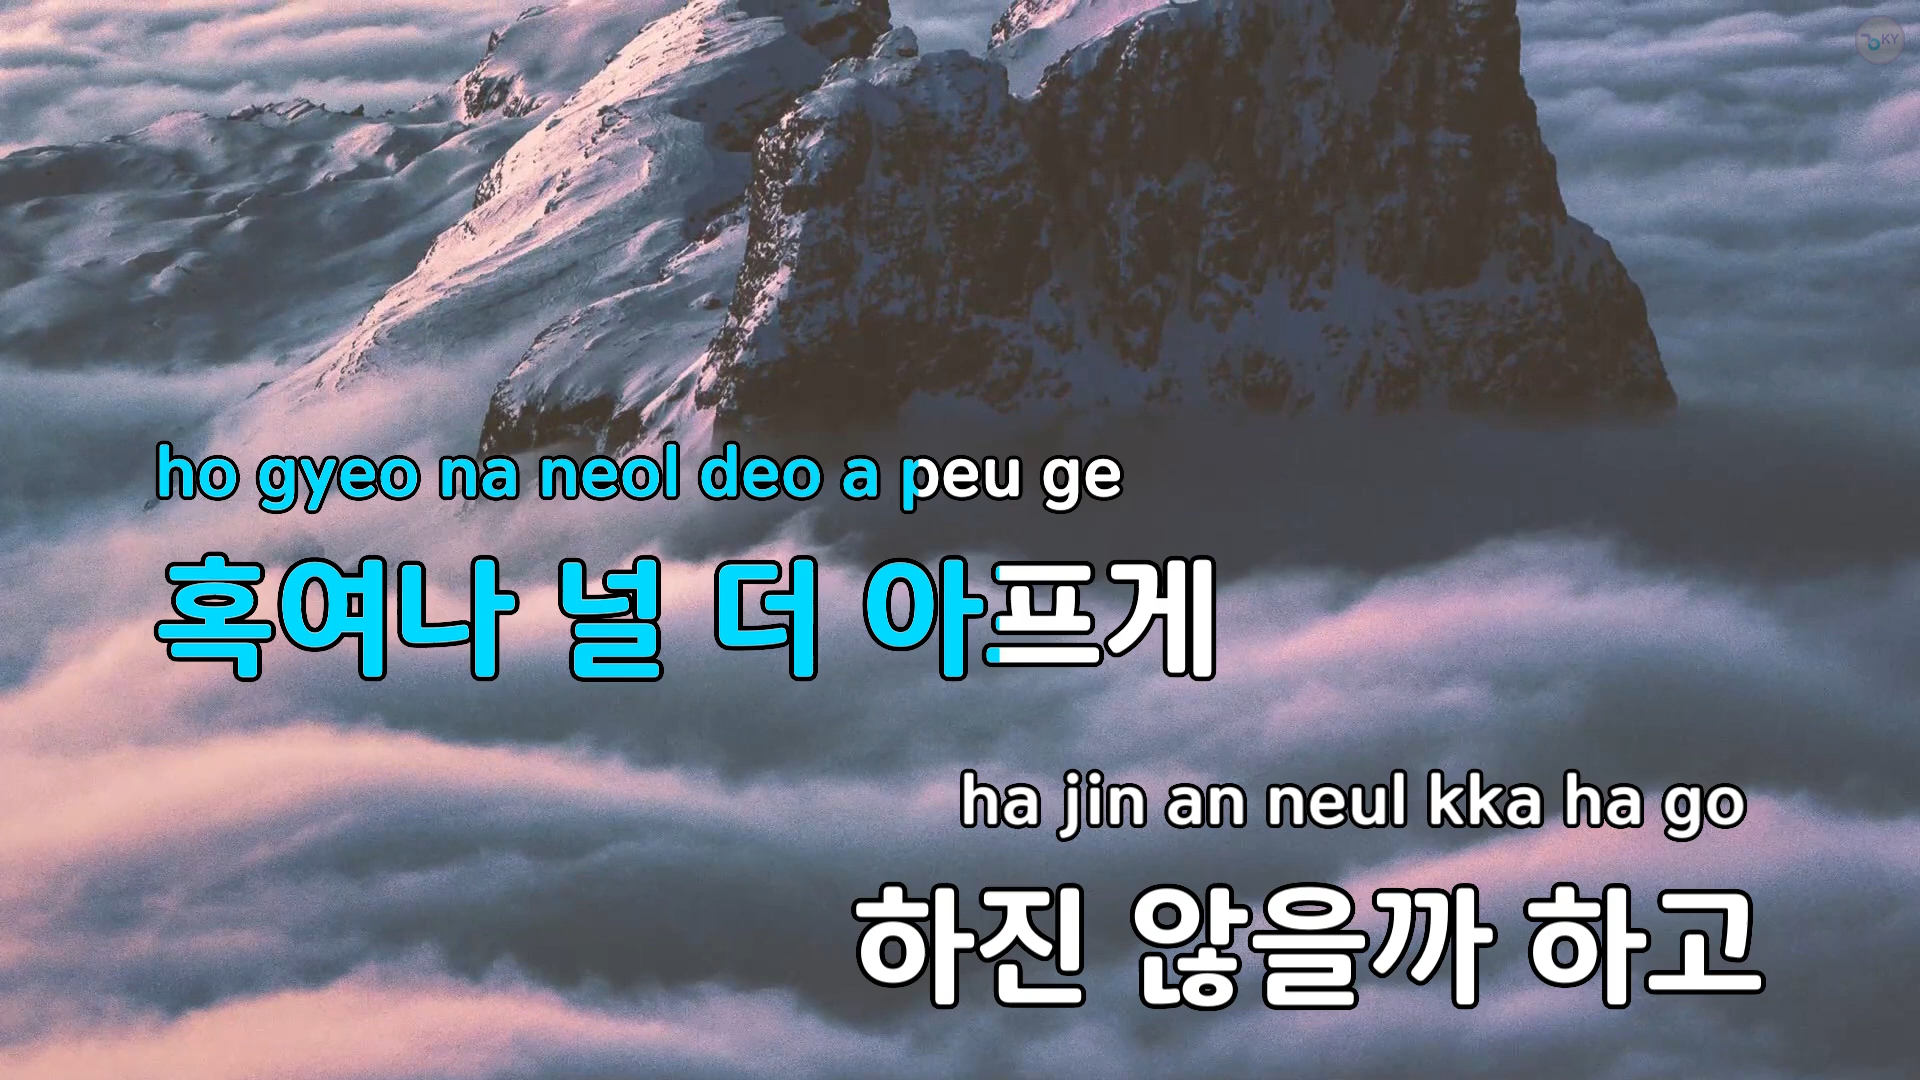 KY
ho gyeo na neol deo a peu ge
혹여나 널 더 아프게
ha jin an neul kka ha go
하진 않을까 하고